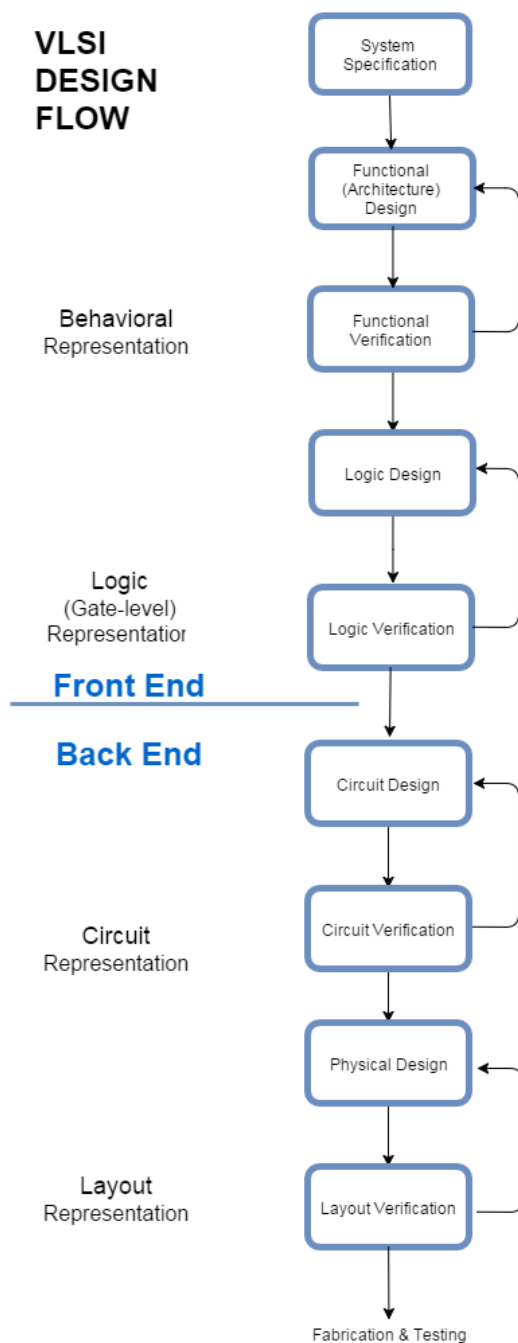 VLSI
DESIGN
FLOW
System
Specification
Functional
(Architecture)
Design
Behavioral
Representation
Functional
Verification
Logic Design
Logic
(Gate-level)
Representation
Logic Verification
Front End
Back End
Circuit Design
Circuit
Representation
Circuit Verification
Physical Design
Layout
Representation
Layout Verification
Fabrication & Testing